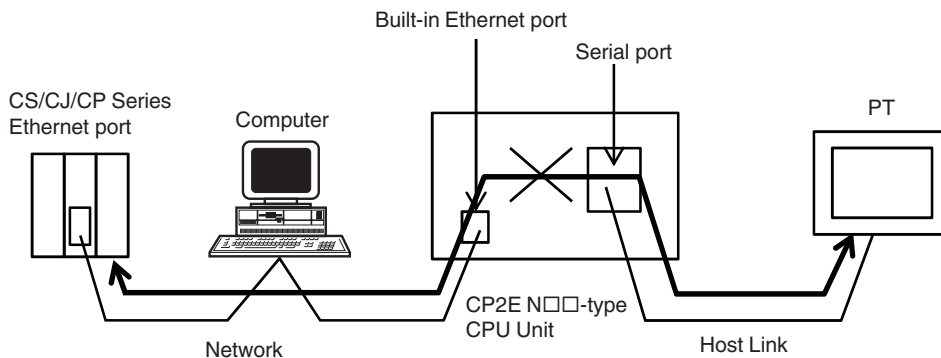 Built-in Ethernet port
Serial port
CS/CJ/CP Series
Ethernet port
Computer
PT
CP2E N□□-type
CPU Unit
Network
Host Link